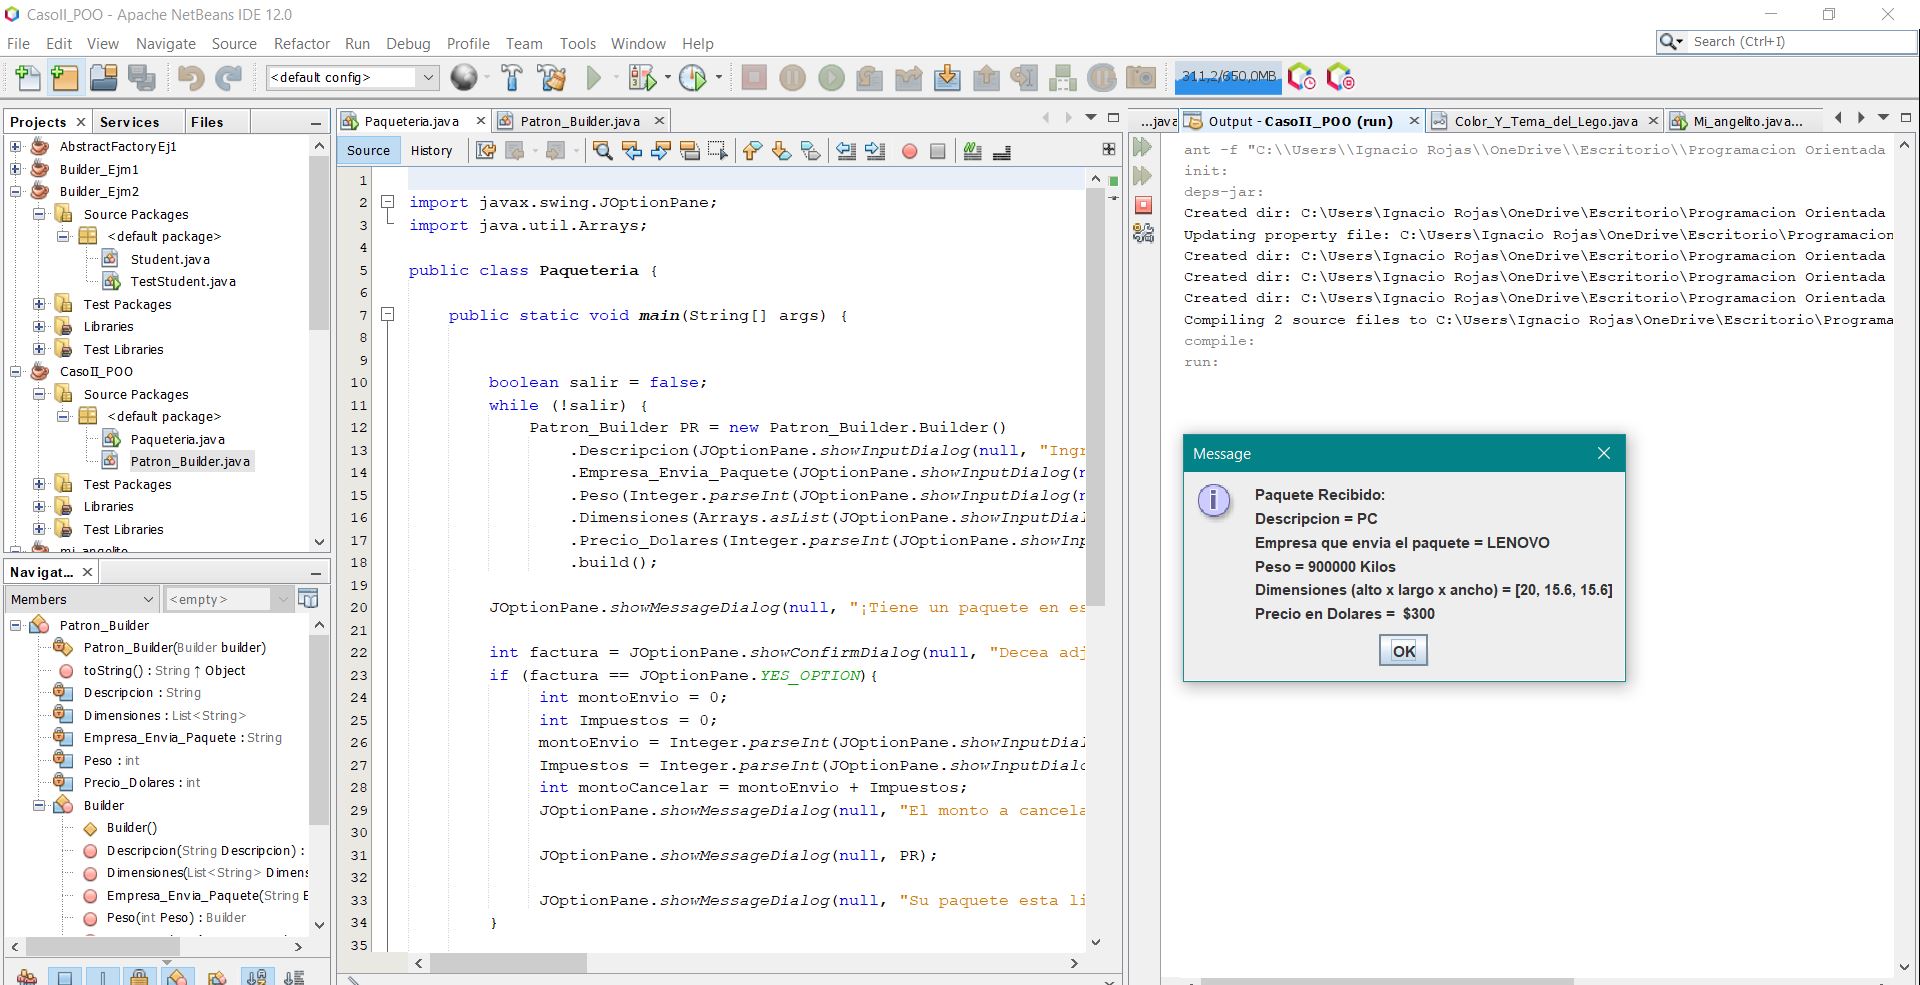 CasoII_POO - Apache NetBeans IDE 12.0
File Edit View Navigate Source Refactor Run Debug Profile Team Tools Window Help
Search (Ctrl+I)
<default config>
311,2/650,0MB
Projects Services Files
AbstractFactoryEj1
Builder_Ejm1
Builder_Ejm2
Source Packages
<default package>
Student.java
TestStudent.java
Test Packages
Libraries
Test Libraries
CasoII_POO
Source Packages
<default package>
Paqueteria.java
Patron_Builder.java
Test Packages
Libraries
Test Libraries
mi_angelito
Navigat...
Members <empty>
Patron_Builder
Patron_Builder(Builder builder)
toString() : String ↑ Object
Descripcion : String
Dimensiones : List<String>
Empresa_Envia_Paquete : String
Peso : int
Precio_Dolares : int
Builder
Builder()
Descripcion(String Descripcion) :
Dimensiones(List<String> Dimens
Empresa_Envia_Paquete(String E
Peso(int Peso) : Builder
Paqueteria.java Patron_Builder.java
Source History
1
2 import javax.swing.JOptionPane;
3 import java.util.Arrays;
4
5 public class Paqueteria {
6
7 public static void main(String[] args) {
8
9
10 boolean salir = false;
11 while (!salir) {
12 Patron_Builder PR = new Patron_Builder.Builder()
13 .Descripcion(JOptionPane.showInputDialog(null, "Ingr
14 .Empresa_Envia_Paquete(JOptionPane.showInputDialog(n
15 .Peso(Integer.parseInt(JOptionPane.showInputDialog(n
16 .Dimensiones(Arrays.asList(JOptionPane.showInputDial
17 .Precio_Dolares(Integer.parseInt(JOptionPane.showInp
18 .build();
19
20 JOptionPane.showMessageDialog(null, "¡Tiene un paquete en es
21
22 int factura = JOptionPane.showConfirmDialog(null, "Decea adj
23 if (factura == JOptionPane.YES_OPTION){
24 int montoEnvio = 0;
25 int Impuestos = 0;
26 montoEnvio = Integer.parseInt(JOptionPane.showInputDial
27 Impuestos = Integer.parseInt(JOptionPane.showInputDialo
28 int montoCancelar = montoEnvio + Impuestos;
29 JOptionPane.showMessageDialog(null, "El monto a cancela
30
31 JOptionPane.showMessageDialog(null, PR);
32
33 JOptionPane.showMessageDialog(null, "Su paquete esta li
34 }
35
...java Output - CasoII_POO (run) Color_Y_Tema_del_Lego.java Mi_angelito.java...
ant -f "C:\\Users\\Ignacio Rojas\\OneDrive\\Escritorio\\Programacion Orientada
init:
deps-jar:
Created dir: C:\Users\Ignacio Rojas\OneDrive\Escritorio\Programacion Orientada
Updating property file: C:\Users\Ignacio Rojas\OneDrive\Escritorio\Programacion
Created dir: C:\Users\Ignacio Rojas\OneDrive\Escritorio\Programacion Orientada
Created dir: C:\Users\Ignacio Rojas\OneDrive\Escritorio\Programacion Orientada
Created dir: C:\Users\Ignacio Rojas\OneDrive\Escritorio\Programacion Orientada
Compiling 2 source files to C:\Users\Ignacio Rojas\OneDrive\Escritorio\Programa
compile:
run:
Message
Paquete Recibido:
Descripcion = PC
Empresa que envia el paquete = LENOVO
Peso = 900000 Kilos
Dimensiones (alto x largo x ancho) = [20, 15.6, 15.6]
Precio en Dolares = $300
OK